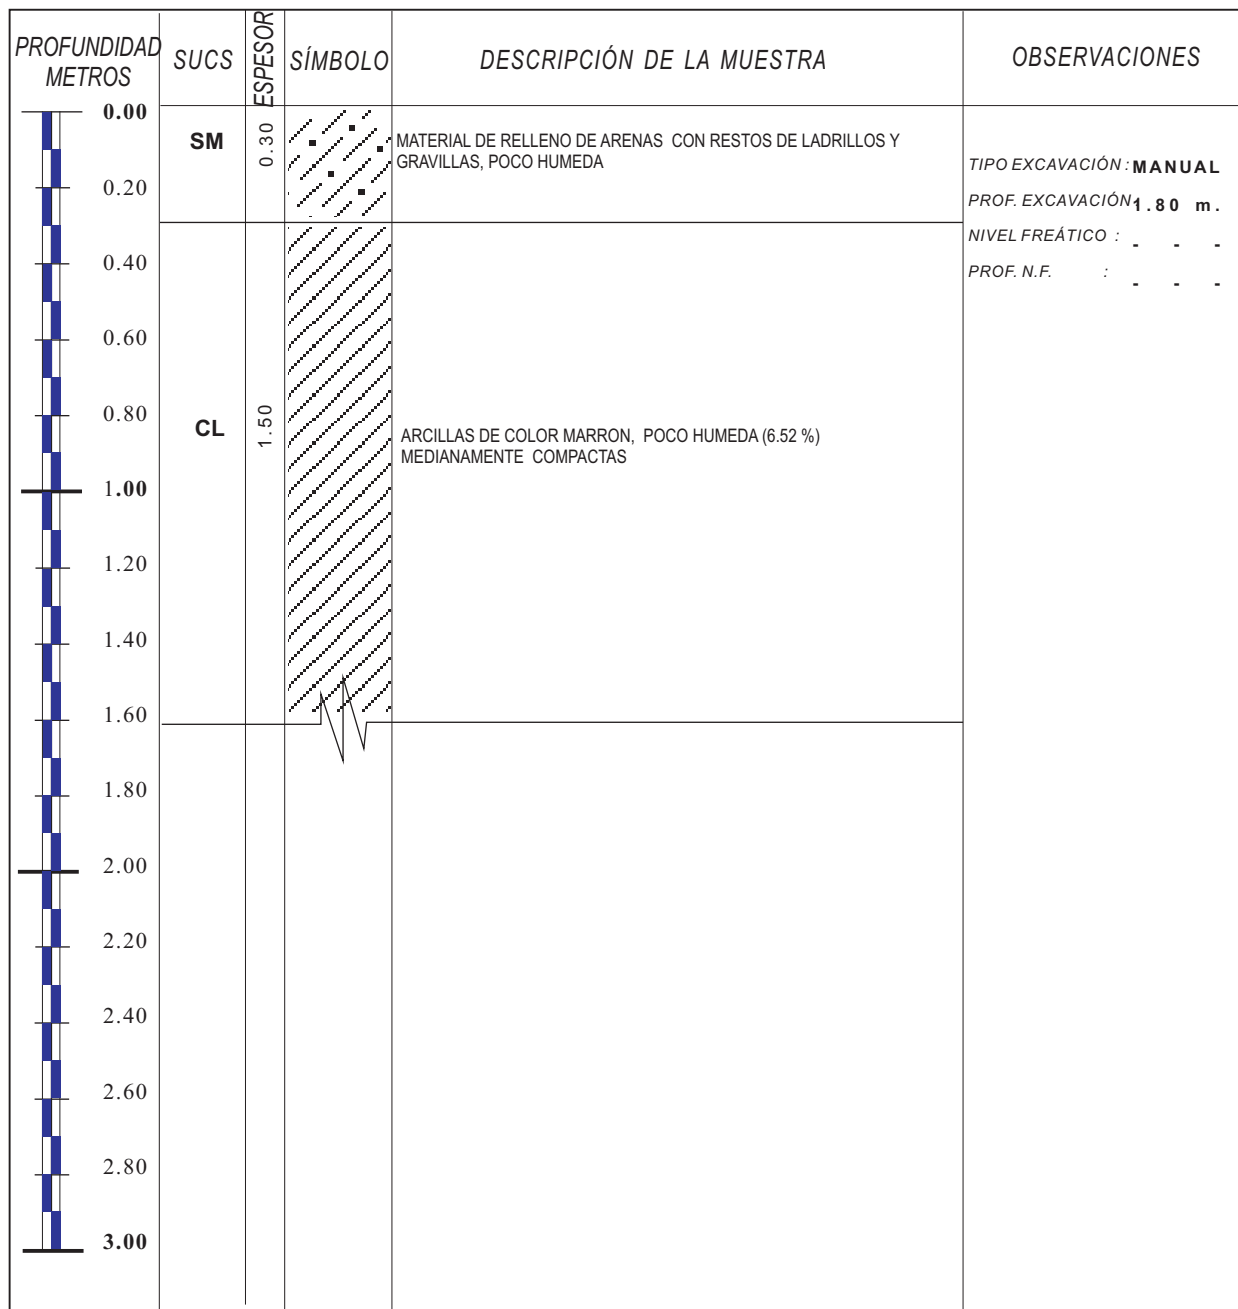 PROFUNDIDAD
METROS
SUCS
ESPESOR
SÍMBOLO
DESCRIPCIÓN DE LA MUESTRA
OBSERVACIONES
0.00
0.20
0.40
0.60
0.80
1.00
1.20
1.40
1.60
1.80
2.00
2.20
2.40
2.60
2.80
3.00
SM
0.30
MATERIAL DE RELLENO DE ARENAS CON RESTOS DE LADRILLOS Y
GRAVILLAS, POCO HUMEDA
CL
1.50
ARCILLAS DE COLOR MARRON, POCO HUMEDA (6.52 %)
MEDIANAMENTE COMPACTAS
TIPO EXCAVACIÓN : MANUAL
PROF. EXCAVACIÓN: 1.80 m.
NIVEL FREÁTICO : - - -
PROF. N.F. : - - -